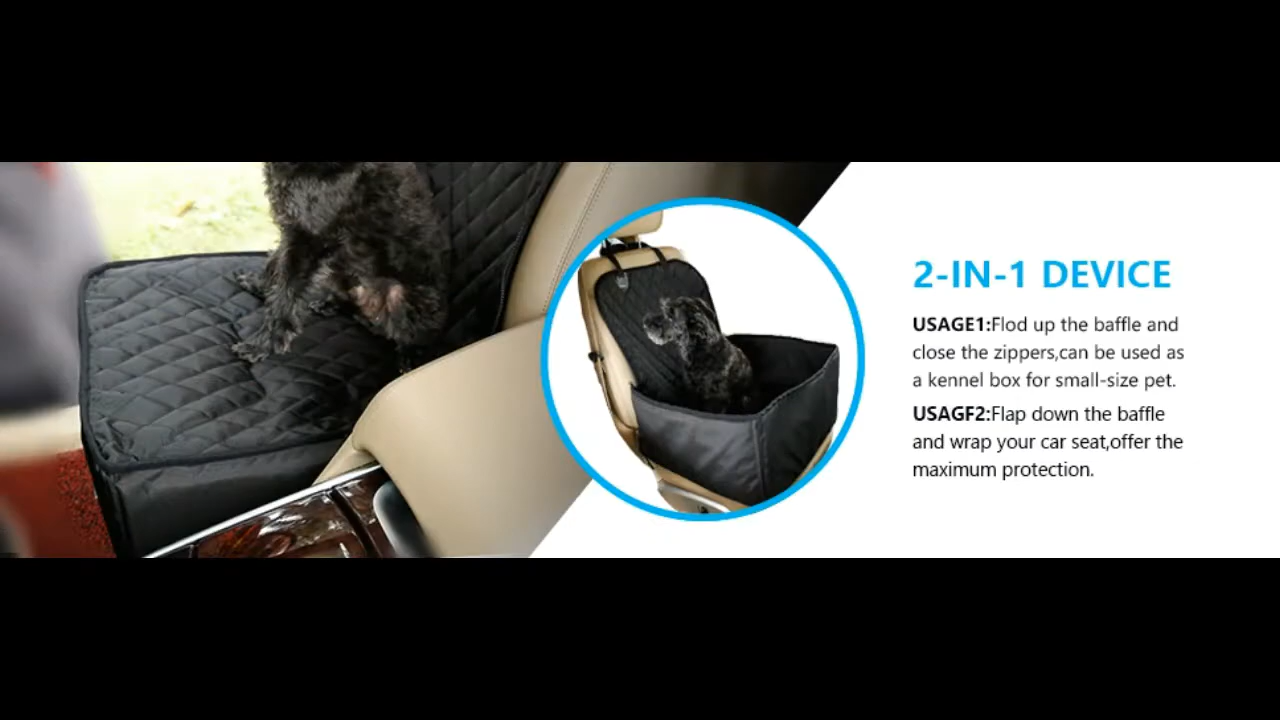 2-IN-1 DEVICE
USAGE1:Flod up the baffle and
close the zippers,can be used as
a kennel box for small-size pet.
USAGF2:Flap down the baffle
and wrap your car seat,offer the
maximum protection.